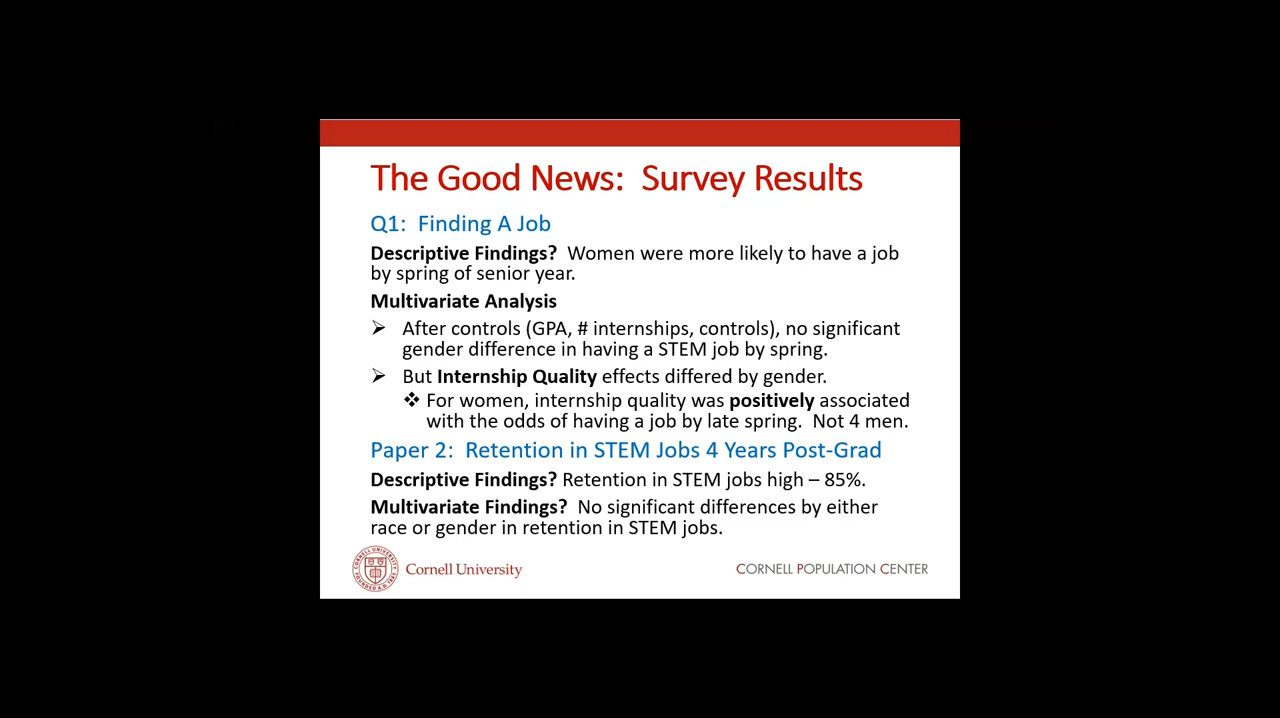 The Good News: Survey Results
Q1: Finding A Job
Descriptive Findings? Women were more likely to have a job
by spring of senior year.
Multivariate Analysis
➢ After controls (GPA, # internships, controls), no significant
gender difference in having a STEM job by spring.
➢ But Internship Quality effects differed by gender.
❖ For women, internship quality was positively associated
with the odds of having a job by late spring. Not 4 men.
Paper 2: Retention in STEM Jobs 4 Years Post-Grad
Descriptive Findings? Retention in STEM jobs high – 85%.
Multivariate Findings? No significant differences by either
race or gender in retention in STEM jobs.
Cornell University
CORNELL POPULATION CENTER